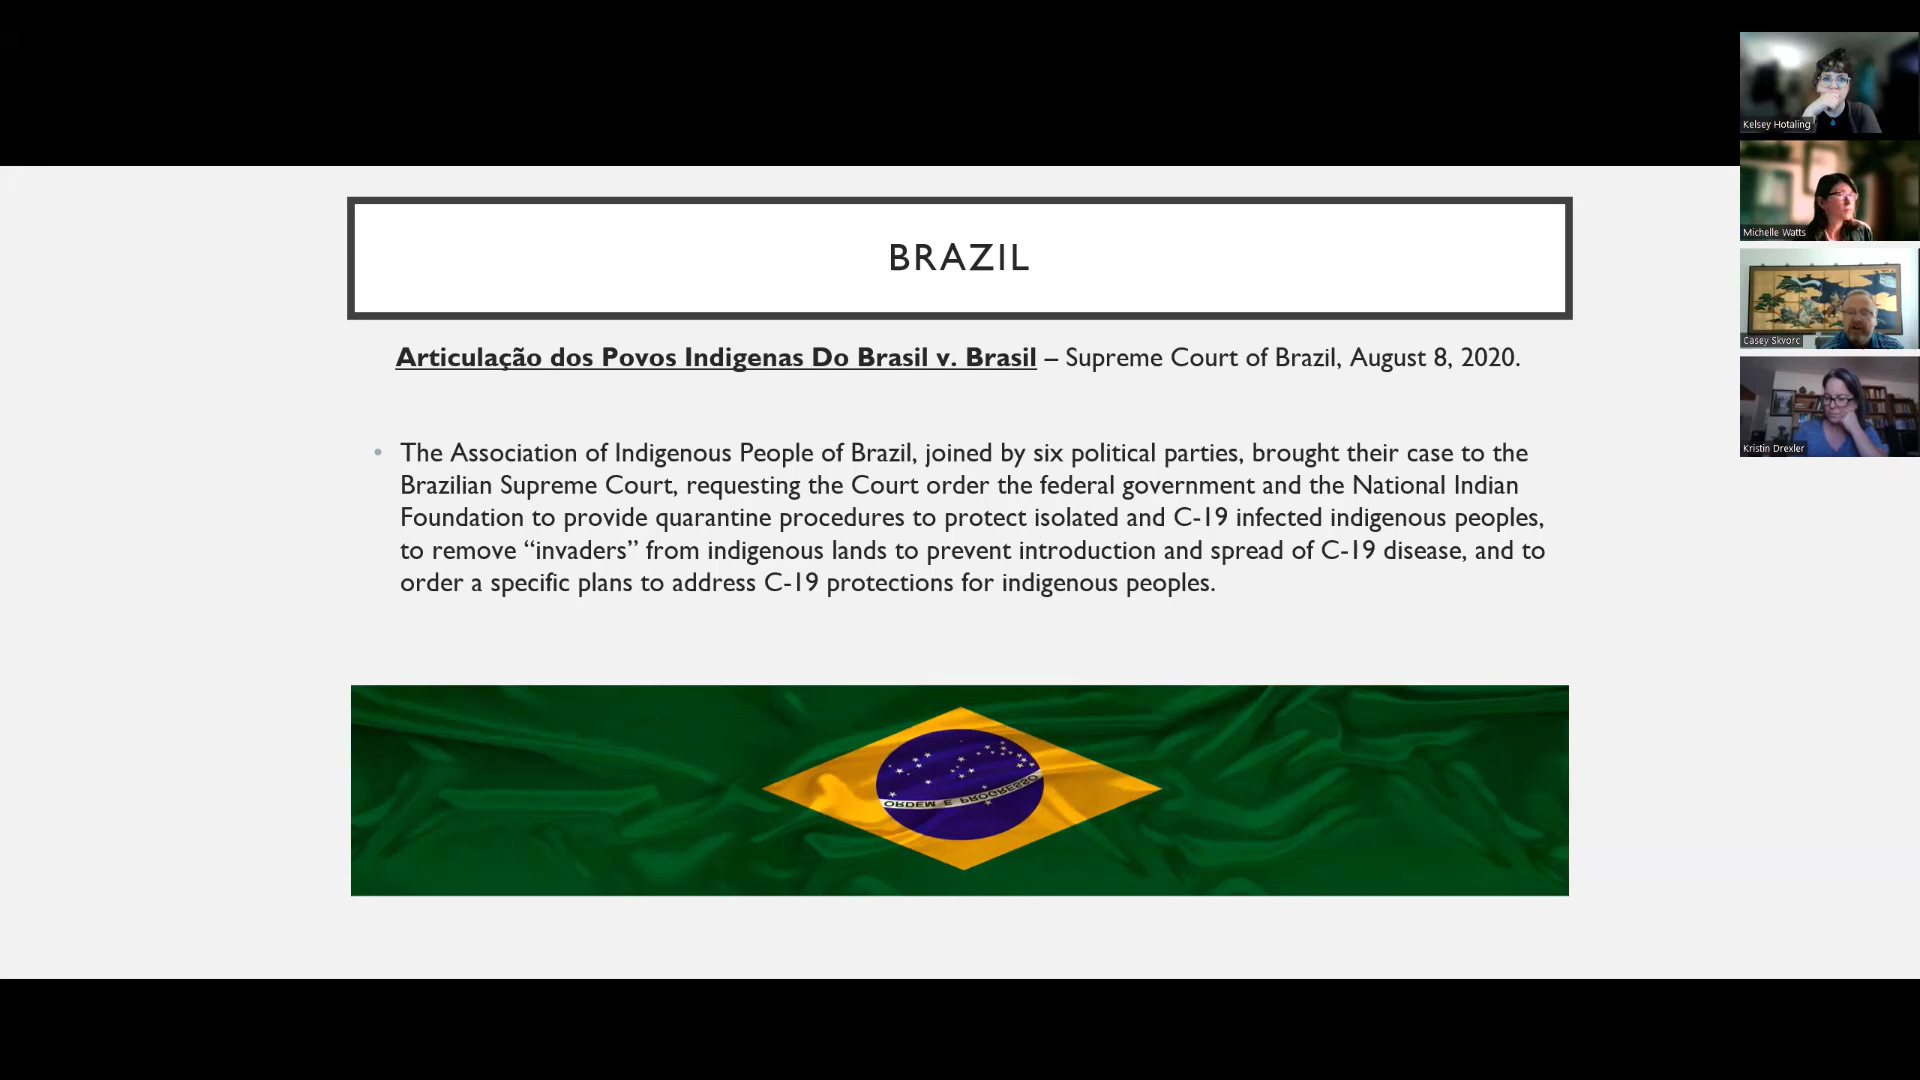 BRAZIL
Articulação dos Povos Indigenas Do Brasil v. Brasil – Supreme Court of Brazil, August 8, 2020.
• The Association of Indigenous People of Brazil, joined by six political parties, brought their case to the
Brazilian Supreme Court, requesting the Court order the federal government and the National Indian
Foundation to provide quarantine procedures to protect isolated and C-19 infected indigenous peoples,
to remove “invaders” from indigenous lands to prevent introduction and spread of C-19 disease, and to
order a specific plans to address C-19 protections for indigenous peoples.
ORDEM E PROGRESSO
Kelsey Hotaling
Michelle Watts
Casey Skvorc
Kristin Drexler